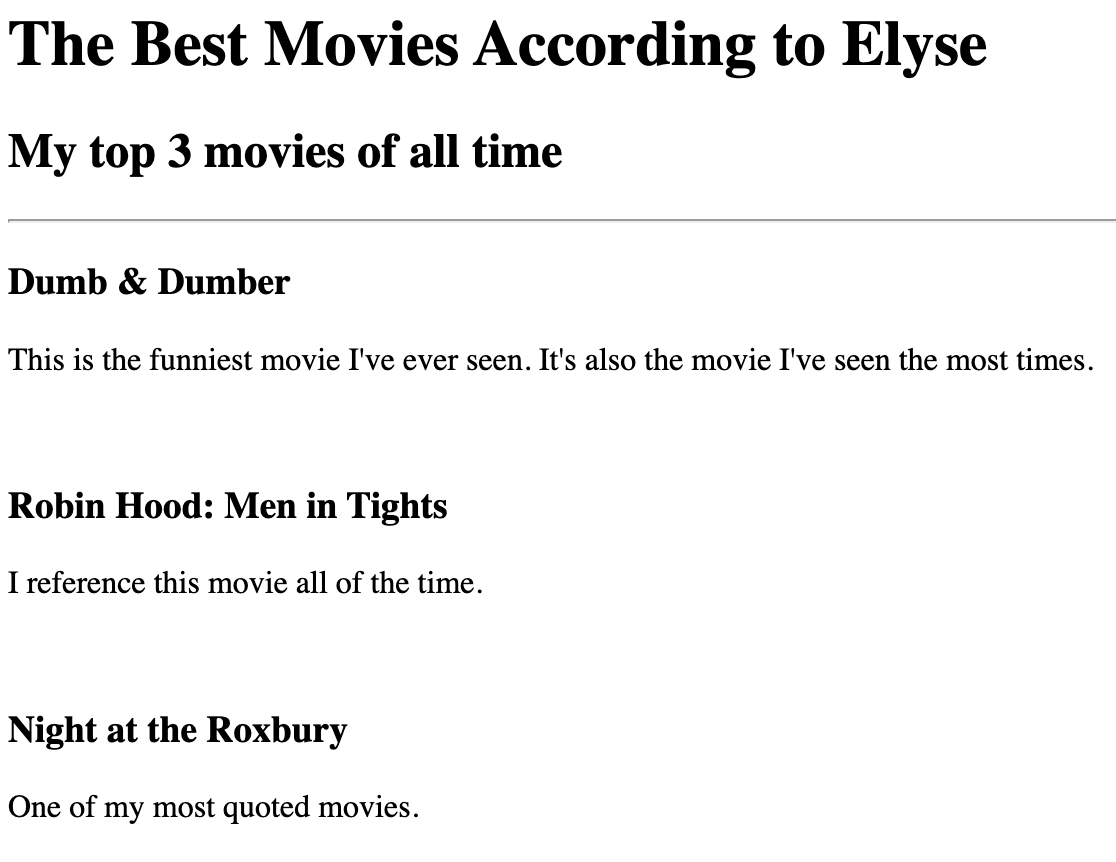 The Best Movies According to Elyse
My top 3 movies of all time
Dumb & Dumber
This is the funniest movie I've ever seen. It's also the movie I've seen the most times.
Robin Hood: Men in Tights
I reference this movie all of the time.
Night at the Roxbury
One of my most quoted movies.